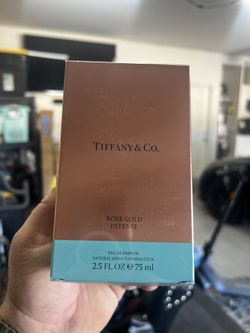 TIFFANY & CO.
ROSE GOLD
INTENSE
EAU DE PARFUM
NATURAL SPRAY VAPORISATEUR
2.5 FL OZ ℮ 75 ml